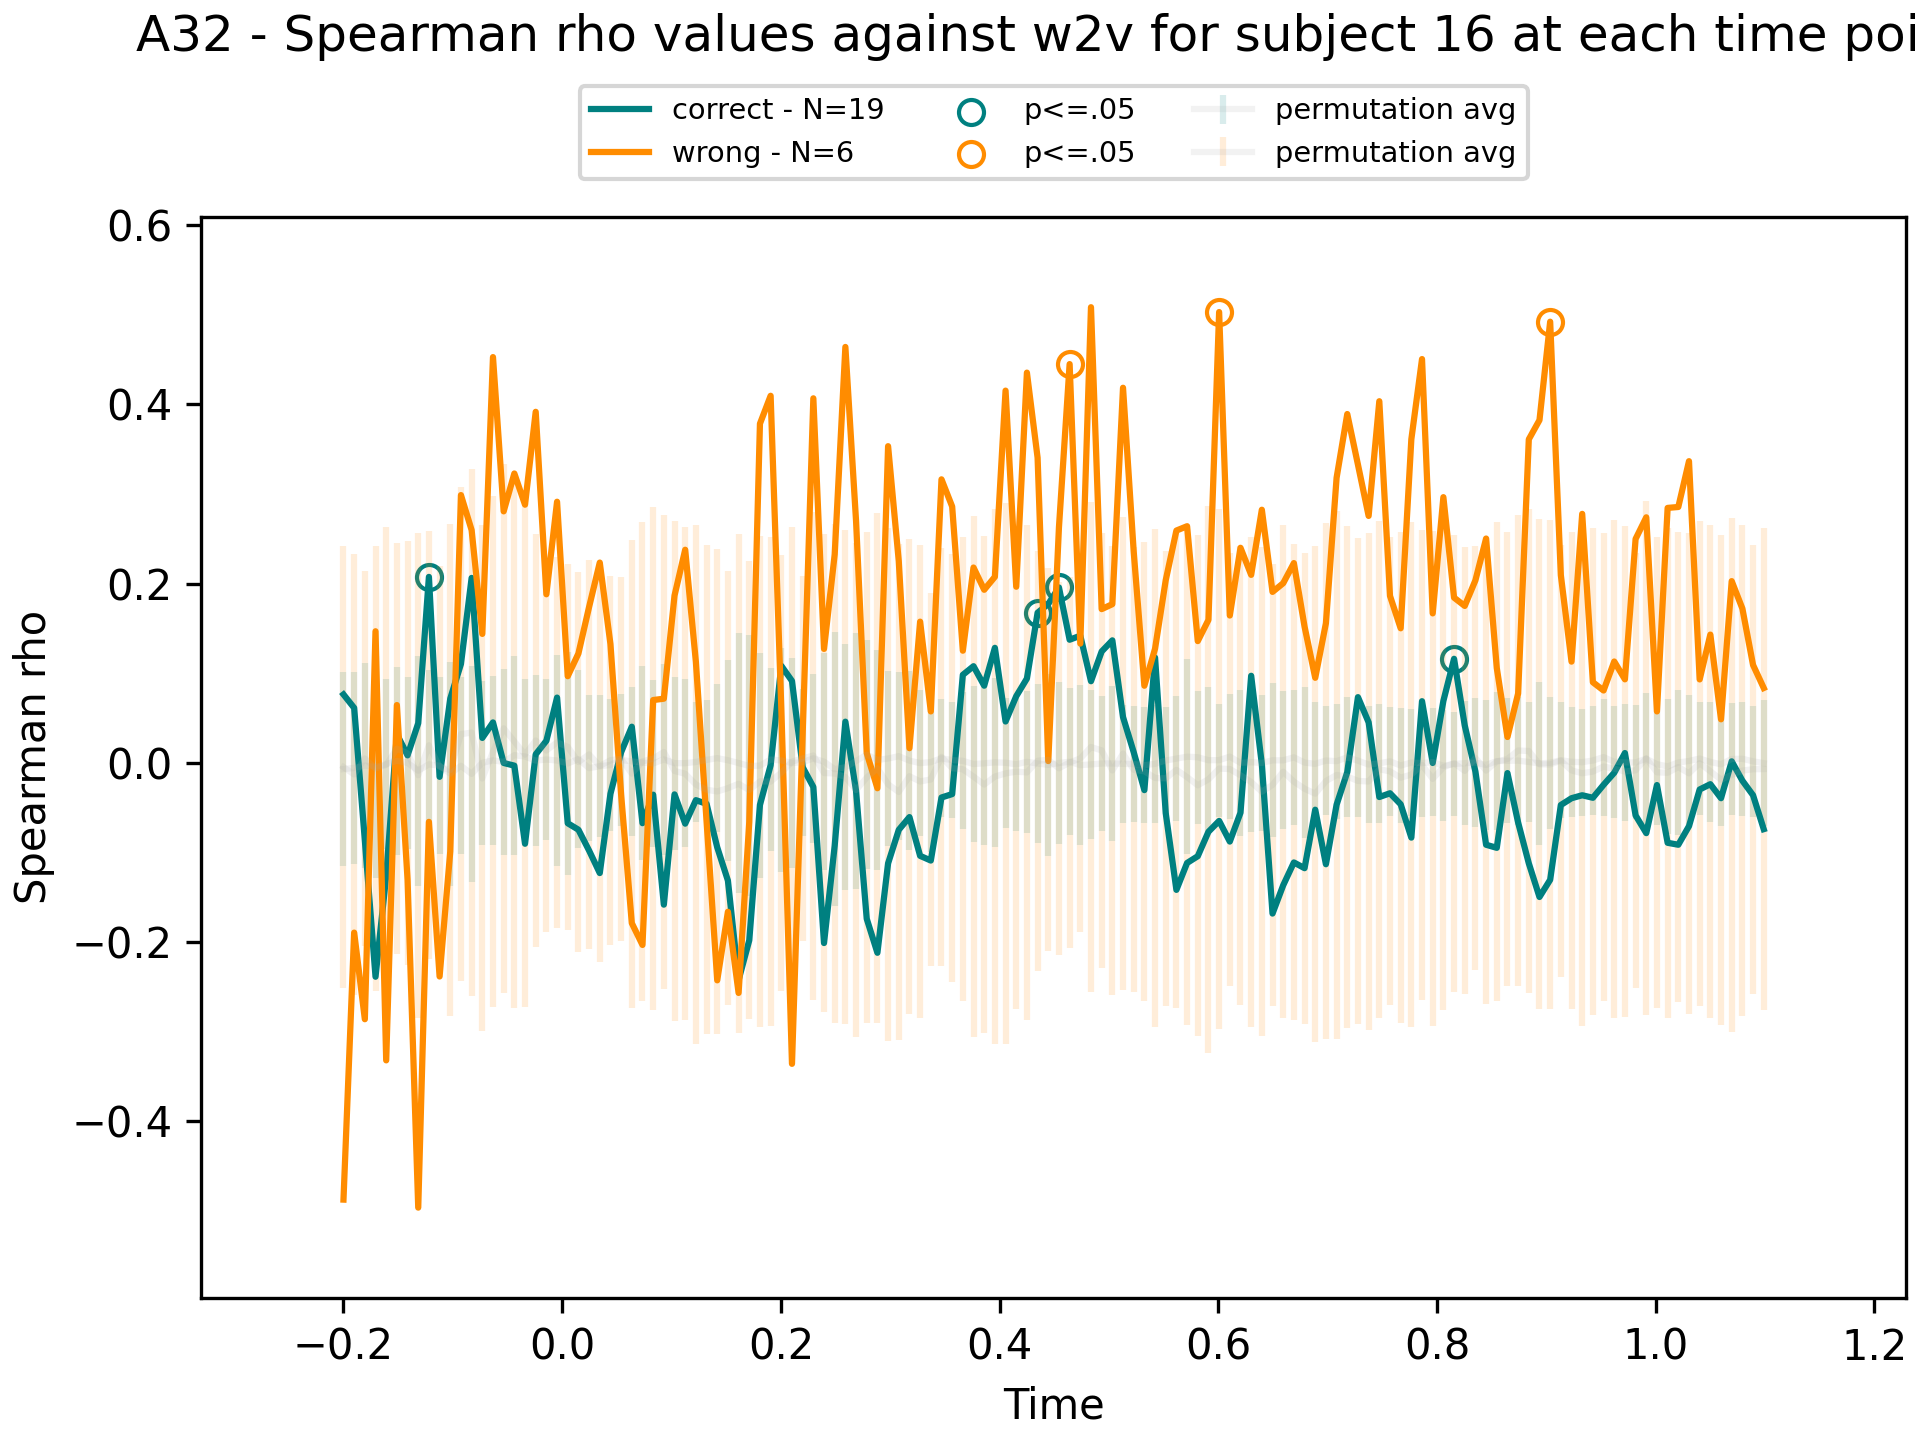 A32 - Spearman rho values against w2v for subject 16 at each time poi
correct - N=19
wrong - N=6
p<=.05
p<=.05
permutation avg
permutation avg
0.6
0.4
0.2
0.0
−0.2
−0.4
Spearman rho
−0.2 0.0 0.2 0.4 0.6 0.8 1.0 1.2
Time